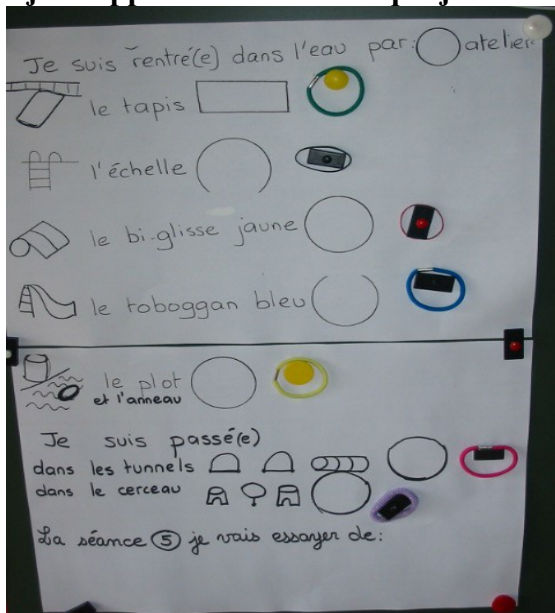 Je suis rentré(e) dans l'eau par: atelier
le tapis
l'échelle
le bi-glisse jaune
le toboggan bleu
le plot
et l'anneau
Je suis passé(e)
dans les tunnels
dans le cerceau
La séance 5 je vais essayer de: